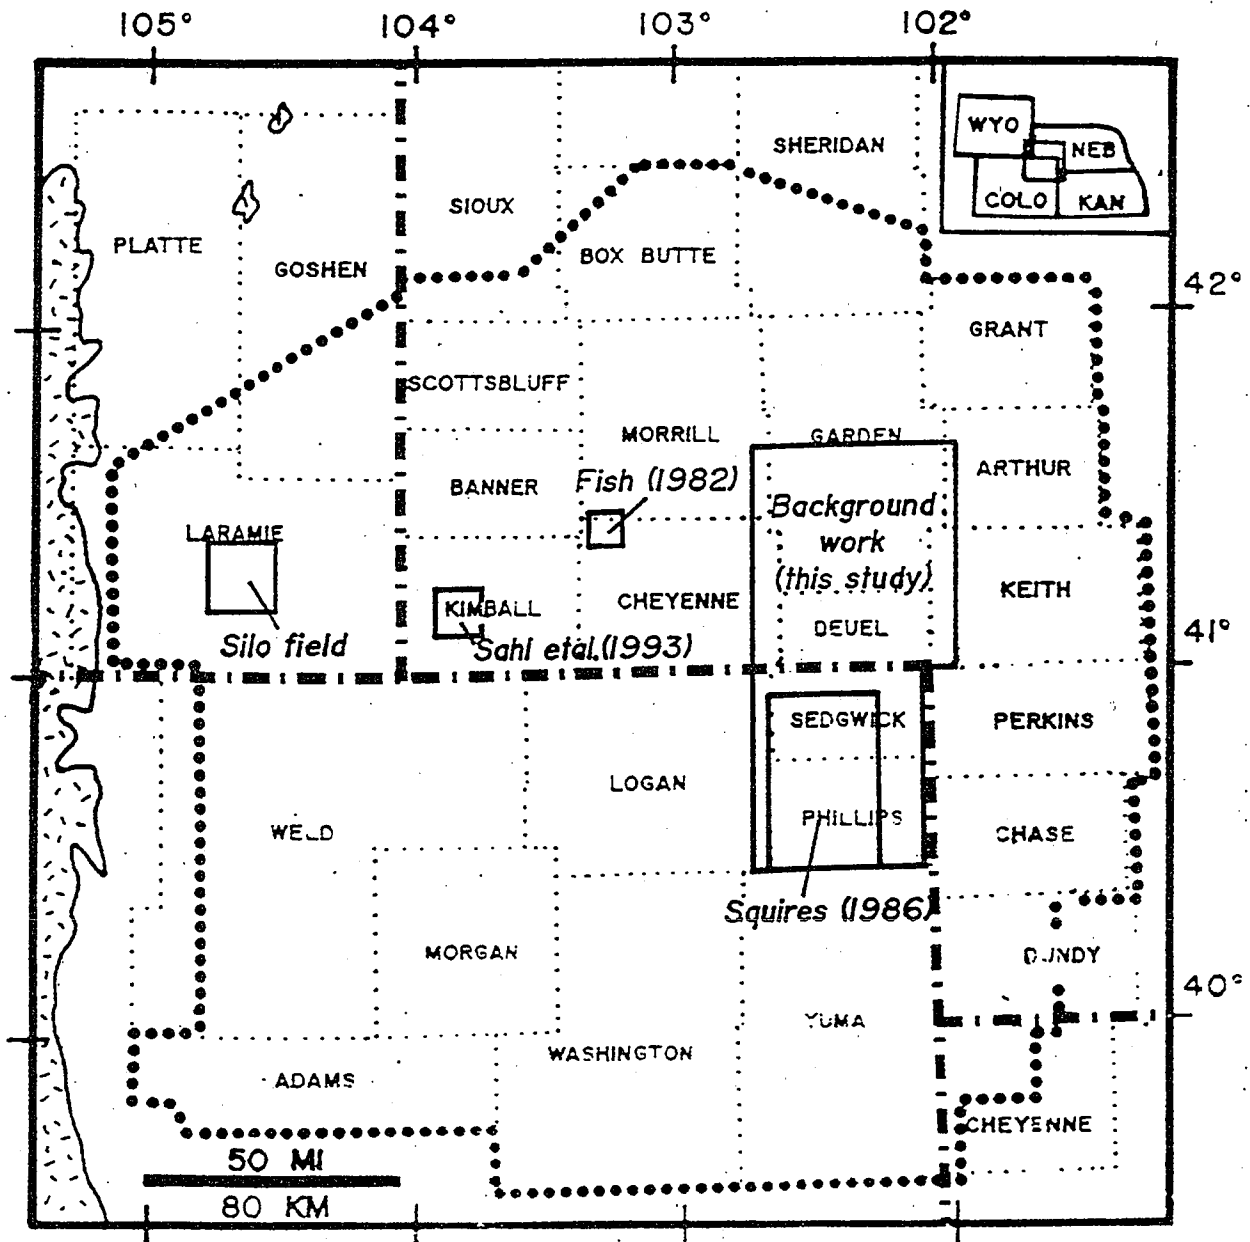 105° 104° 103° 102°
WYO
NEB
COLO KAN
SHERIDAN
SIOUX
PLATTE
BOX BUTTE
GOSHEN
42°
GRANT
SCOTTSBLUFF
MORRILL
GARDEN
ARTHUR
BANNER
Fish (1982)
Background
work
(this study)
LARAMIE
KEITH
KIMBALL
CHEYENNE
DEUEL
41°
Silo field
Sahl etal.(1993)
SEDGWICK
PERKINS
LOGAN
PHILLIPS
WELD
CHASE
Squires (1986)
MORGAN
DUNDY
40°
YUMA
WASHINGTON
ADAMS
CHEYENNE
50 MI
80 KM